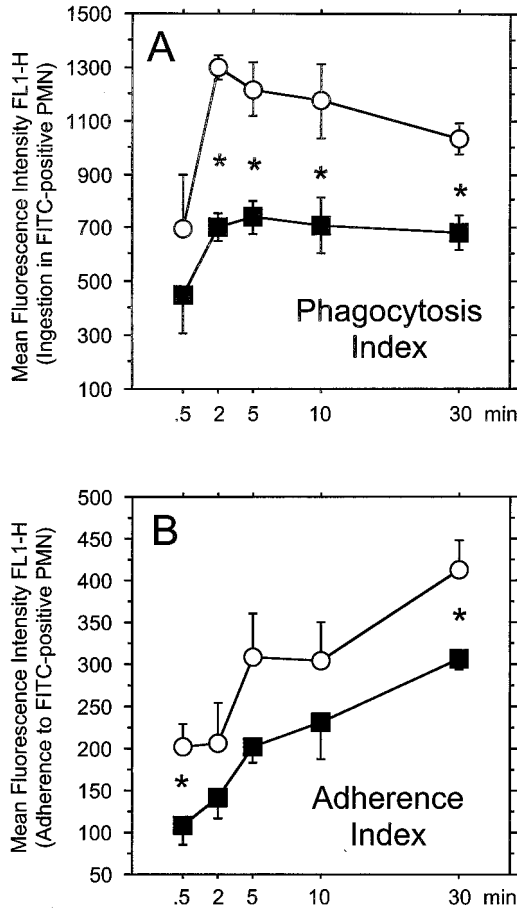 Mean Fluorescence Intensity FL1-H
(Ingestion in FITC-positive PMN)
A
1500
1300
1100
900
700
500
300
100
* * * *
Phagocytosis
Index
.5 2 5 10 30 min
Mean Fluorescence Intensity FL1-H
(Adherence to FITC-positive PMN)
B
500
450
400
350
300
250
200
150
100
50
*
*
Adherence
Index
.5 2 5 10 30 min